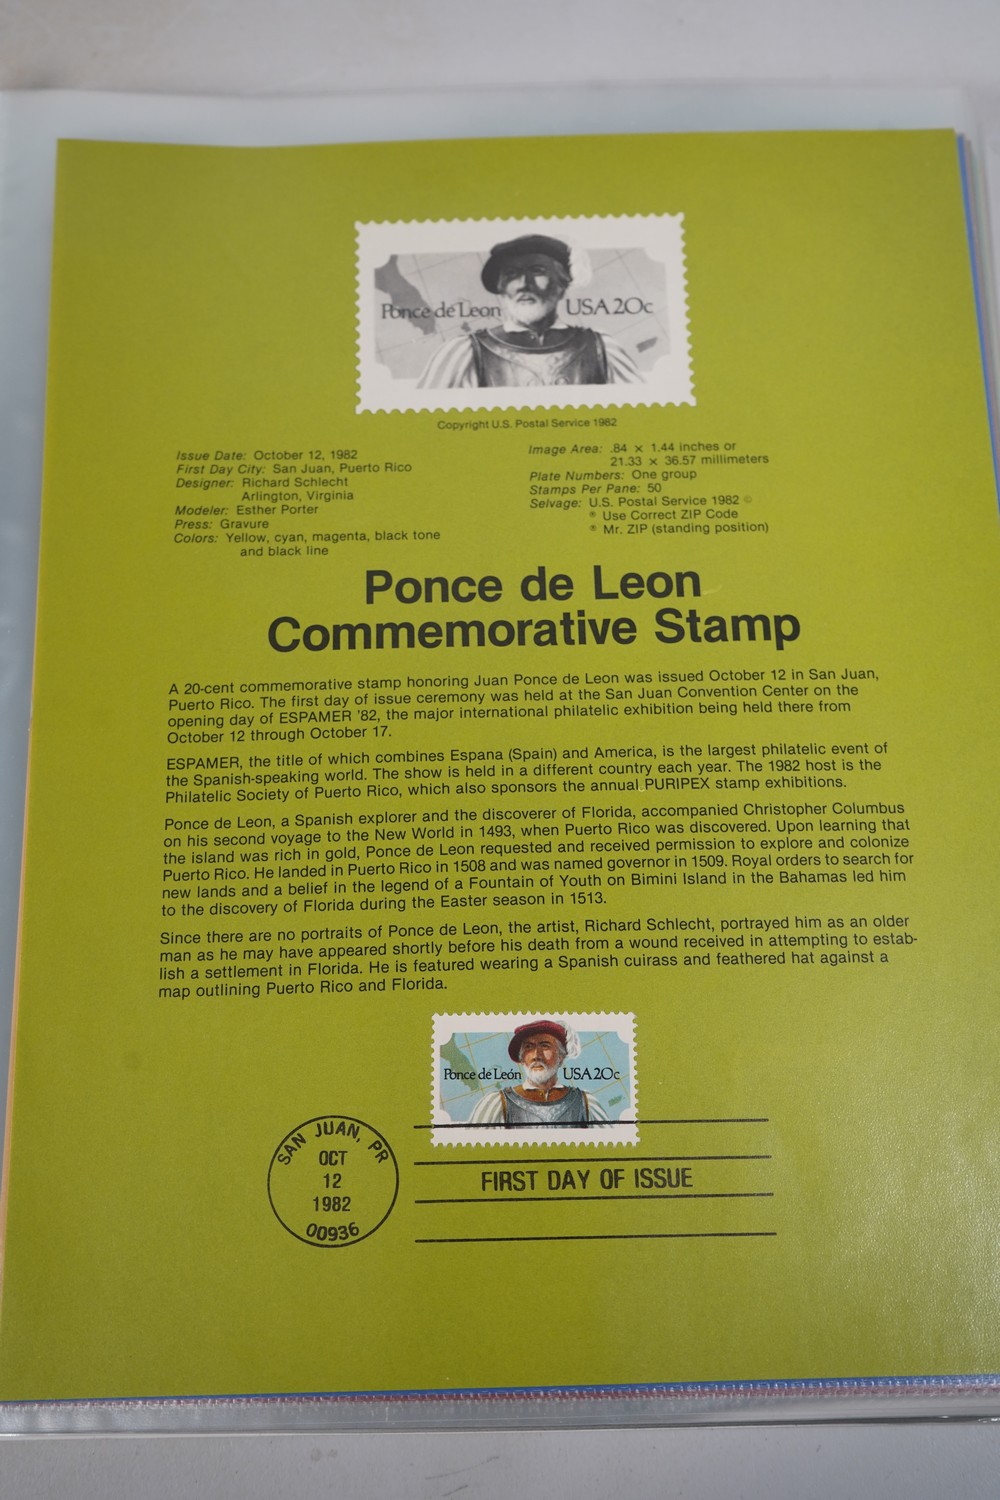 Ponce de Leon USA 20c
Copyright U.S. Postal Service 1982
Issue Date: October 12, 1982
First Day City: San Juan, Puerto Rico
Designer: Richard Schlecht
Arlington, Virginia
Modeler: Esther Porter
Press: Gravure
Colors: Yellow, cyan, magenta, black tone
and black line
Image Area: .84 × 1.44 inches or
21.33 × 36.57 millimeters
Plate Numbers: One group
Stamps Per Pane: 50
Selvage: U.S. Postal Service 1982 ©
® Use Correct ZIP Code
® Mr. ZIP (standing position)
Ponce de Leon
Commemorative Stamp
A 20-cent commemorative stamp honoring Juan Ponce de Leon was issued October 12 in San Juan,
Puerto Rico. The first day of issue ceremony was held at the San Juan Convention Center on the
opening day of ESPAMER '82, the major international philatelic exhibition being held there from
October 12 through October 17.
ESPAMER, the title of which combines Espana (Spain) and America, is the largest philatelic event of
the Spanish-speaking world. The show is held in a different country each year. The 1982 host is the
Philatelic Society of Puerto Rico, which also sponsors the annual PURIPEX stamp exhibitions.
Ponce de Leon, a Spanish explorer and the discoverer of Florida, accompanied Christopher Columbus
on his second voyage to the New World in 1493, when Puerto Rico was discovered. Upon learning that
the island was rich in gold, Ponce de Leon requested and received permission to explore and colonize
Puerto Rico. He landed in Puerto Rico in 1508 and was named governor in 1509. Royal orders to search for
new lands and a belief in the legend of a Fountain of Youth on Bimini Island in the Bahamas led him
to the discovery of Florida during the Easter season in 1513.
Since there are no portraits of Ponce de Leon, the artist, Richard Schlecht, portrayed him as an older
man as he may have appeared shortly before his death from a wound received in attempting to estab-
lish a settlement in Florida. He is featured wearing a Spanish cuirass and feathered hat against a
map outlining Puerto Rico and Florida.
Ponce de León USA 20c
SAN JUAN, PR
OCT
12
1982
00936
FIRST DAY OF ISSUE